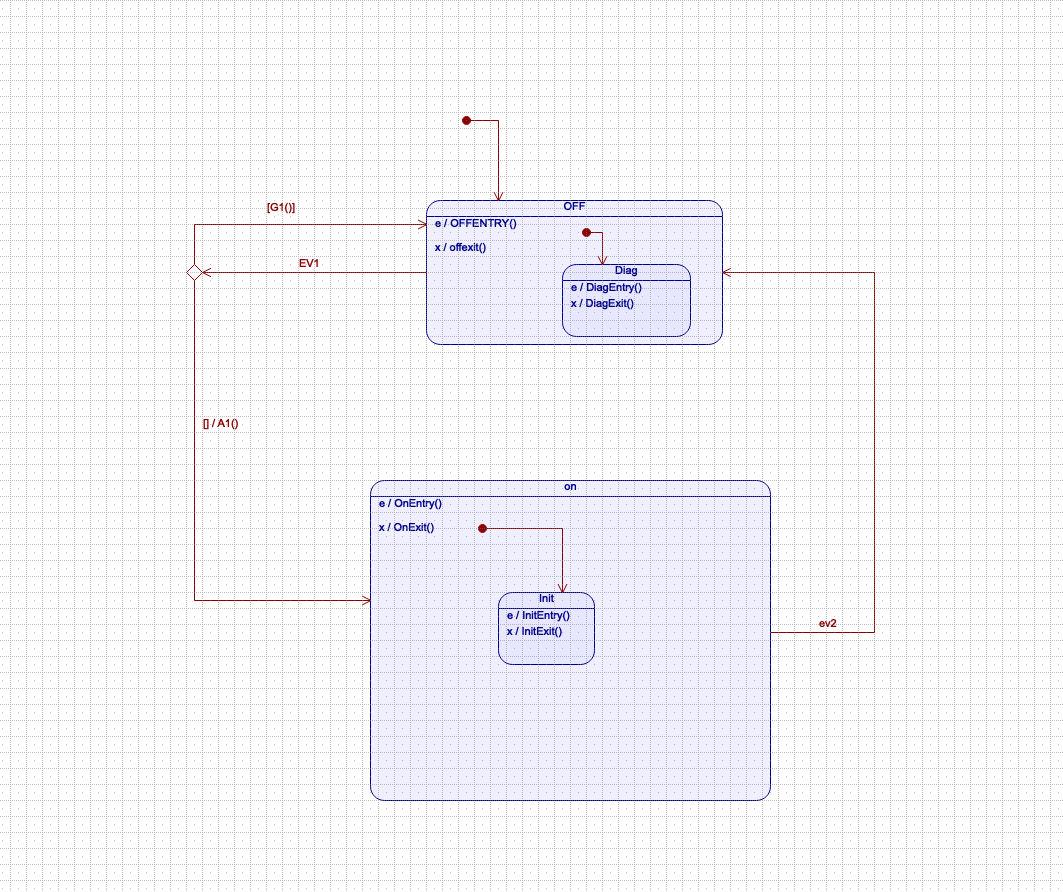 [G1()]
OFF
e / OFFENTRY()
x / offexit()
EV1
Diag
e / DiagEntry()
x / DiagExit()
[] / A1()
on
e / OnEntry()
x / OnExit()
Init
e / InitEntry()
x / InitExit()
ev2